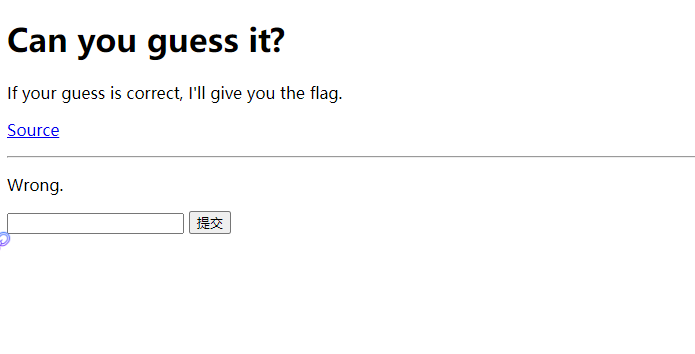 Can you guess it?
If your guess is correct, I'll give you the flag.
Source
Wrong.
提交